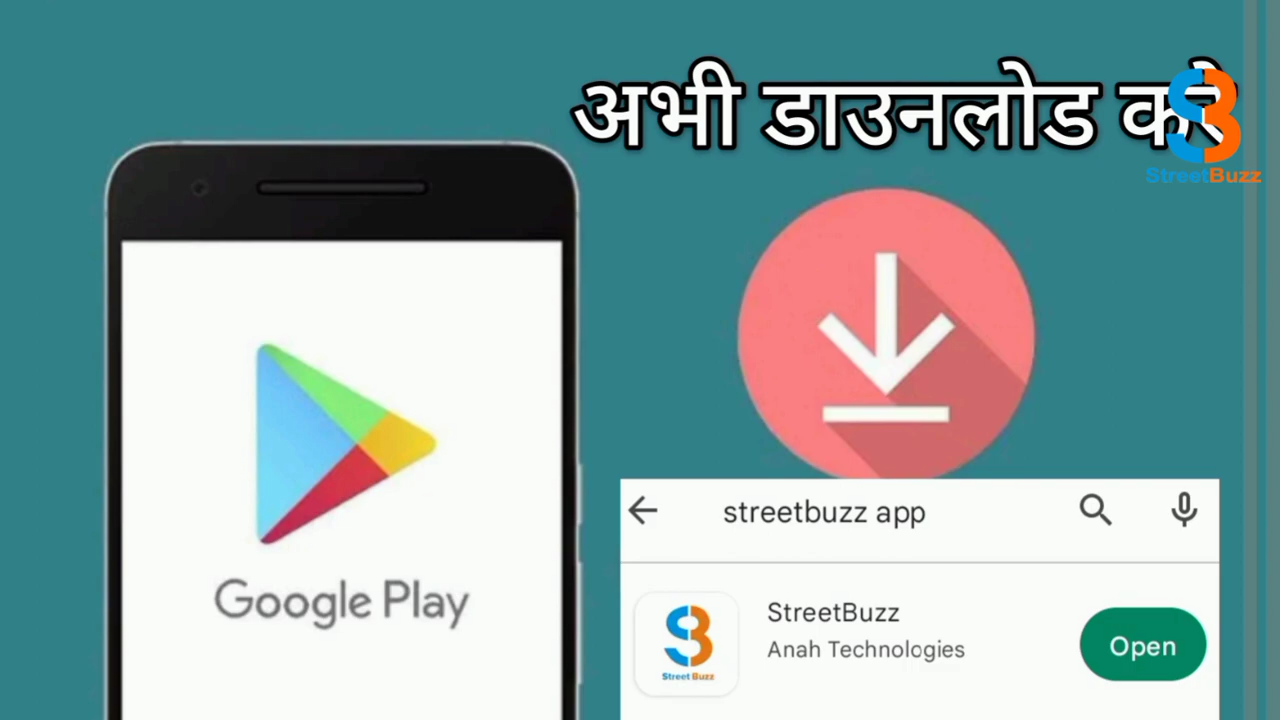 अभी डाउनलोड करे
StreetBuzz
Google Play
streetbuzz app
StreetBuzz
Anah Technologies
Open
Street Buzz